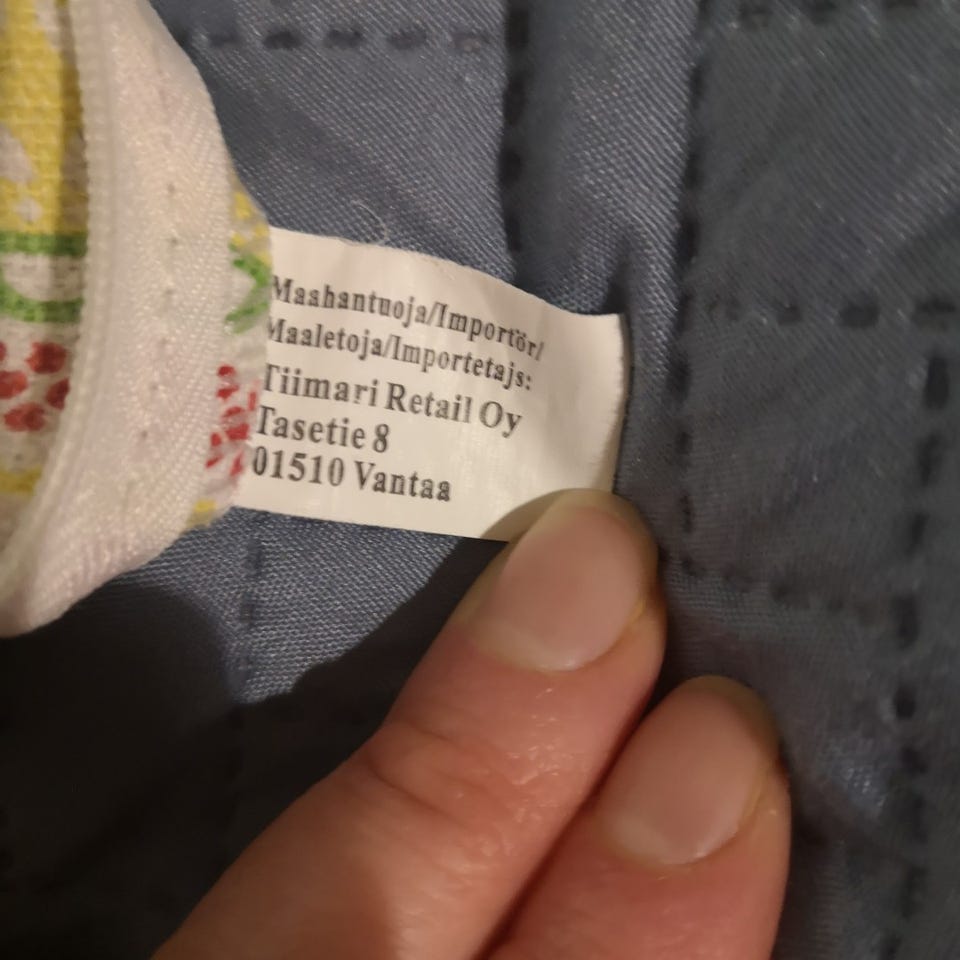 Maahantuoja/Importör/
Maaletoja/Importetajs:
Tiimari Retail Oy
Tasetie 8
01510 Vantaa